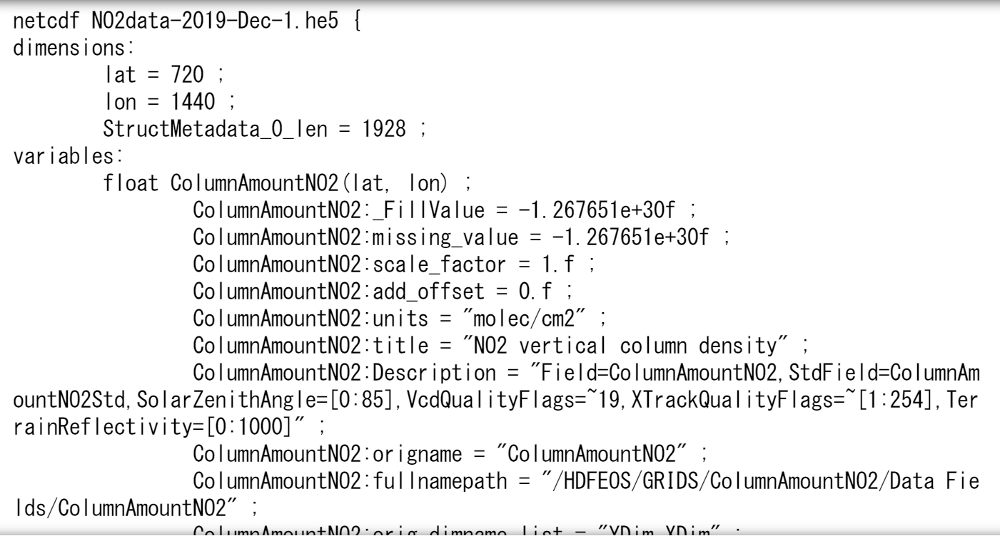 netcdf NO2data-2019-Dec-1.he5 {
dimensions:
        lat = 720 ;
        lon = 1440 ;
        StructMetadata_0_len = 1928 ;
variables:
        float ColumnAmountNO2(lat, lon) ;
                ColumnAmountNO2:_FillValue = -1.267651e+30f ;
                ColumnAmountNO2:missing_value = -1.267651e+30f ;
                ColumnAmountNO2:scale_factor = 1.f ;
                ColumnAmountNO2:add_offset = 0.f ;
                ColumnAmountNO2:units = "molec/cm2" ;
                ColumnAmountNO2:title = "NO2 vertical column density" ;
                ColumnAmountNO2:Description = "Field=ColumnAmountNO2,StdField=ColumnAm
ountNO2Std,SolarZenithAngle=[0:85],VcdQualityFlags=~19,XTrackQualityFlags=~[1:254],Ter
rainReflectivity=[0:1000]" ;
                ColumnAmountNO2:origname = "ColumnAmountNO2" ;
                ColumnAmountNO2:fullnamepath = "/HDFEOS/GRIDS/ColumnAmountNO2/Data Fie
lds/ColumnAmountNO2" ;
                ColumnAmountNO2:orig_dimname_list = "YDim XDim" ;